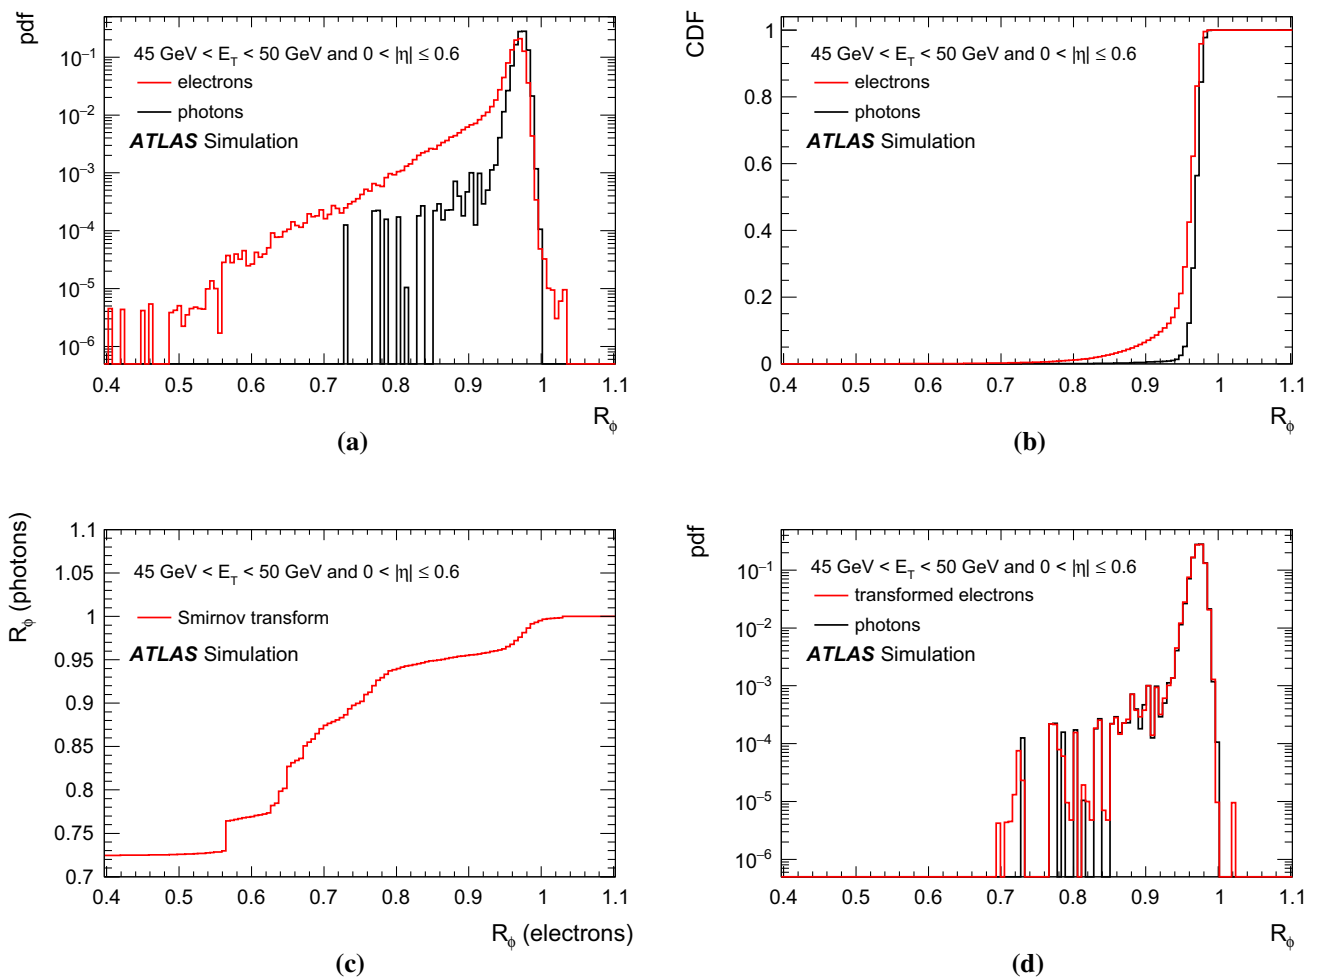 pdf
45 GeV < E_T < 50 GeV and 0 < |η| ≤ 0.6
electrons
photons
ATLAS Simulation
10⁻¹
10⁻²
10⁻³
10⁻⁴
10⁻⁵
10⁻⁶
0.4 0.5 0.6 0.7 0.8 0.9 1 1.1
R_ϕ
(a)
CDF
45 GeV < E_T < 50 GeV and 0 < |η| ≤ 0.6
electrons
photons
ATLAS Simulation
1
0.8
0.6
0.4
0.2
0
0.4 0.5 0.6 0.7 0.8 0.9 1 1.1
R_ϕ
(b)
R_ϕ (photons)
45 GeV < E_T < 50 GeV and 0 < |η| ≤ 0.6
Smirnov transform
ATLAS Simulation
1.1
1.05
1
0.95
0.9
0.85
0.8
0.75
0.7
0.4 0.5 0.6 0.7 0.8 0.9 1 1.1
R_ϕ (electrons)
(c)
pdf
45 GeV < E_T < 50 GeV and 0 < |η| ≤ 0.6
transformed electrons
photons
ATLAS Simulation
10⁻¹
10⁻²
10⁻³
10⁻⁴
10⁻⁵
10⁻⁶
0.4 0.5 0.6 0.7 0.8 0.9 1 1.1
R_ϕ
(d)